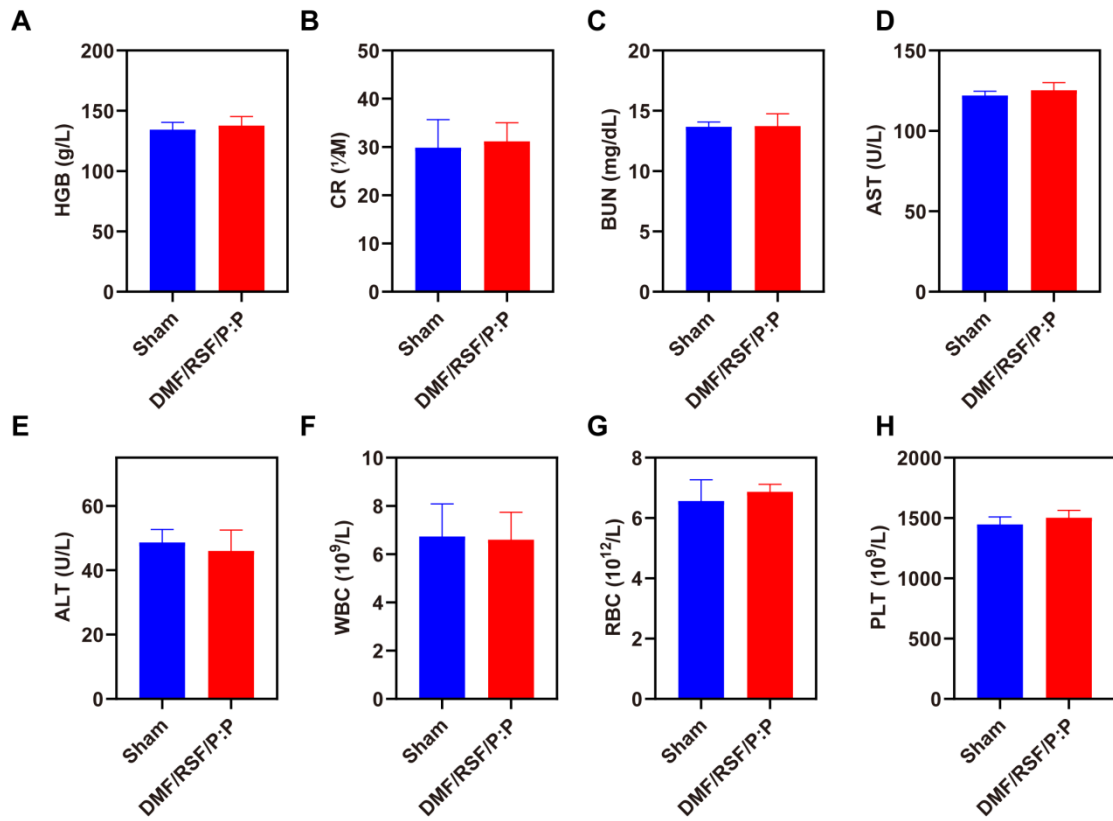 A
HGB (g/L)
200
150
100
50
0
Sham
DMF/RSF/P:P
B
CR (⅟M)
50
40
30
20
10
0
Sham
DMF/RSF/P:P
C
BUN (mg/dL)
20
15
10
5
0
Sham
DMF/RSF/P:P
D
AST (U/L)
150
100
50
0
Sham
DMF/RSF/P:P
E
ALT (U/L)
60
40
20
0
Sham
DMF/RSF/P:P
F
WBC (10⁹/L)
10
8
6
4
2
0
Sham
DMF/RSF/P:P
G
RBC (10¹²/L)
8
6
4
2
0
Sham
DMF/RSF/P:P
H
PLT (10⁹/L)
2000
1500
1000
500
0
Sham
DMF/RSF/P:P